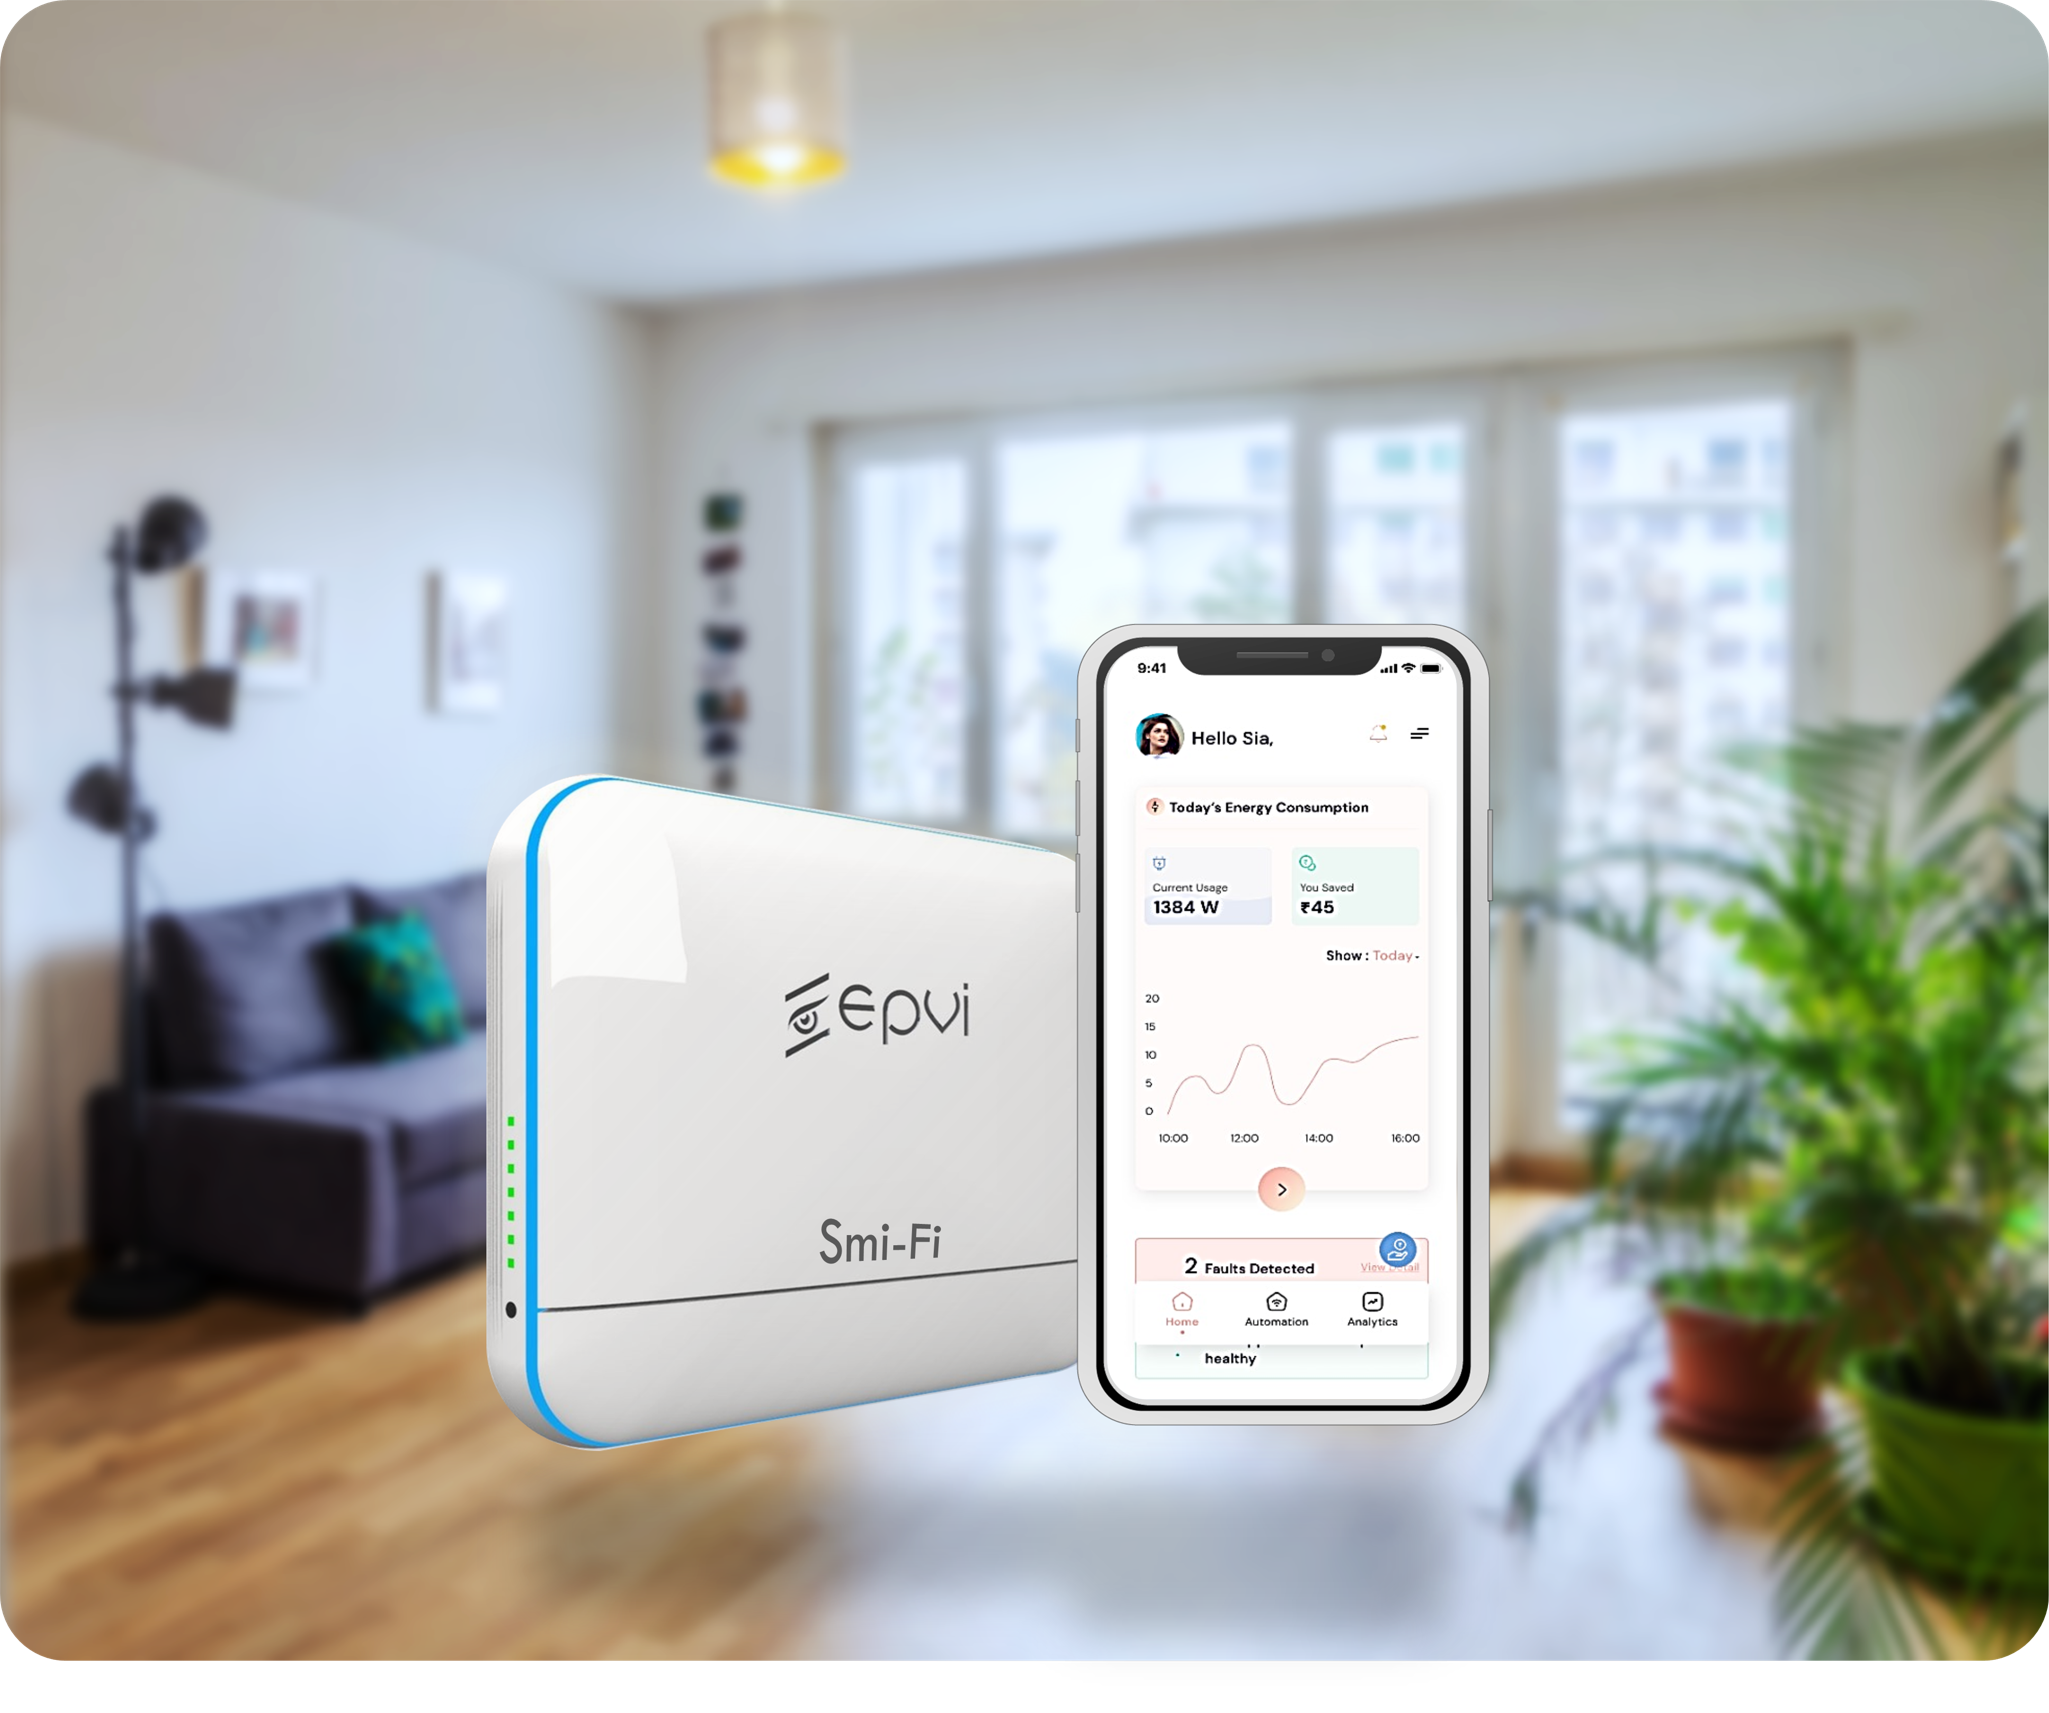 Epvi
Smi-Fi
9:41
Hello Sia,
Today's Energy Consumption
Current Usage
1384 W
You Saved
₹45
Show : Today
20
15
10
5
0
10:00 12:00 14:00 16:00
2 Faults Detected
View Detail
Home Automation Analytics
healthy